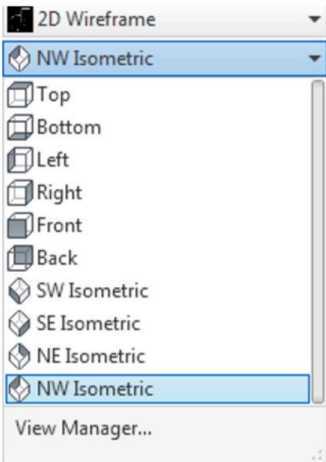 2D Wireframe
NW Isometric
Top
Bottom
Left
Right
Front
Back
SW Isometric
SE Isometric
NE Isometric
NW Isometric
View Manager...